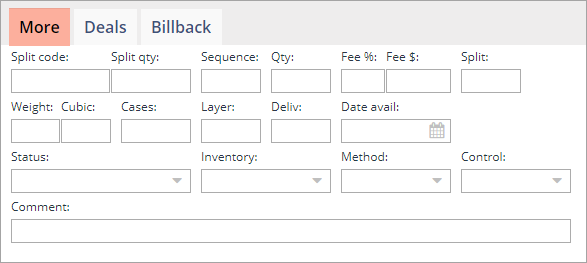 More Deals Billback
Split code: Split qty: Sequence: Qty: Fee %: Fee $: Split:
Weight: Cubic: Cases: Layer: Deliv: Date avail:
Status: Inventory: Method: Control:
Comment: